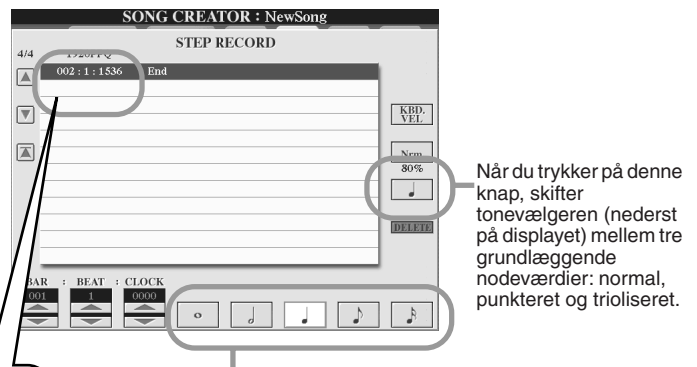 SONG CREATOR : NewSong
STEP RECORD
4/4 1920PPQ
002 : 1 : 1536 End
KBD.
VEL
Nrm
80%
DELETE
BAR : BEAT : CLOCK
001 1 0000
Når du trykker på denne
knap, skifter
tonevælgeren (nederst
på displayet) mellem tre
grundlæggende
nodeværdier: normal,
punkteret og trioliseret.